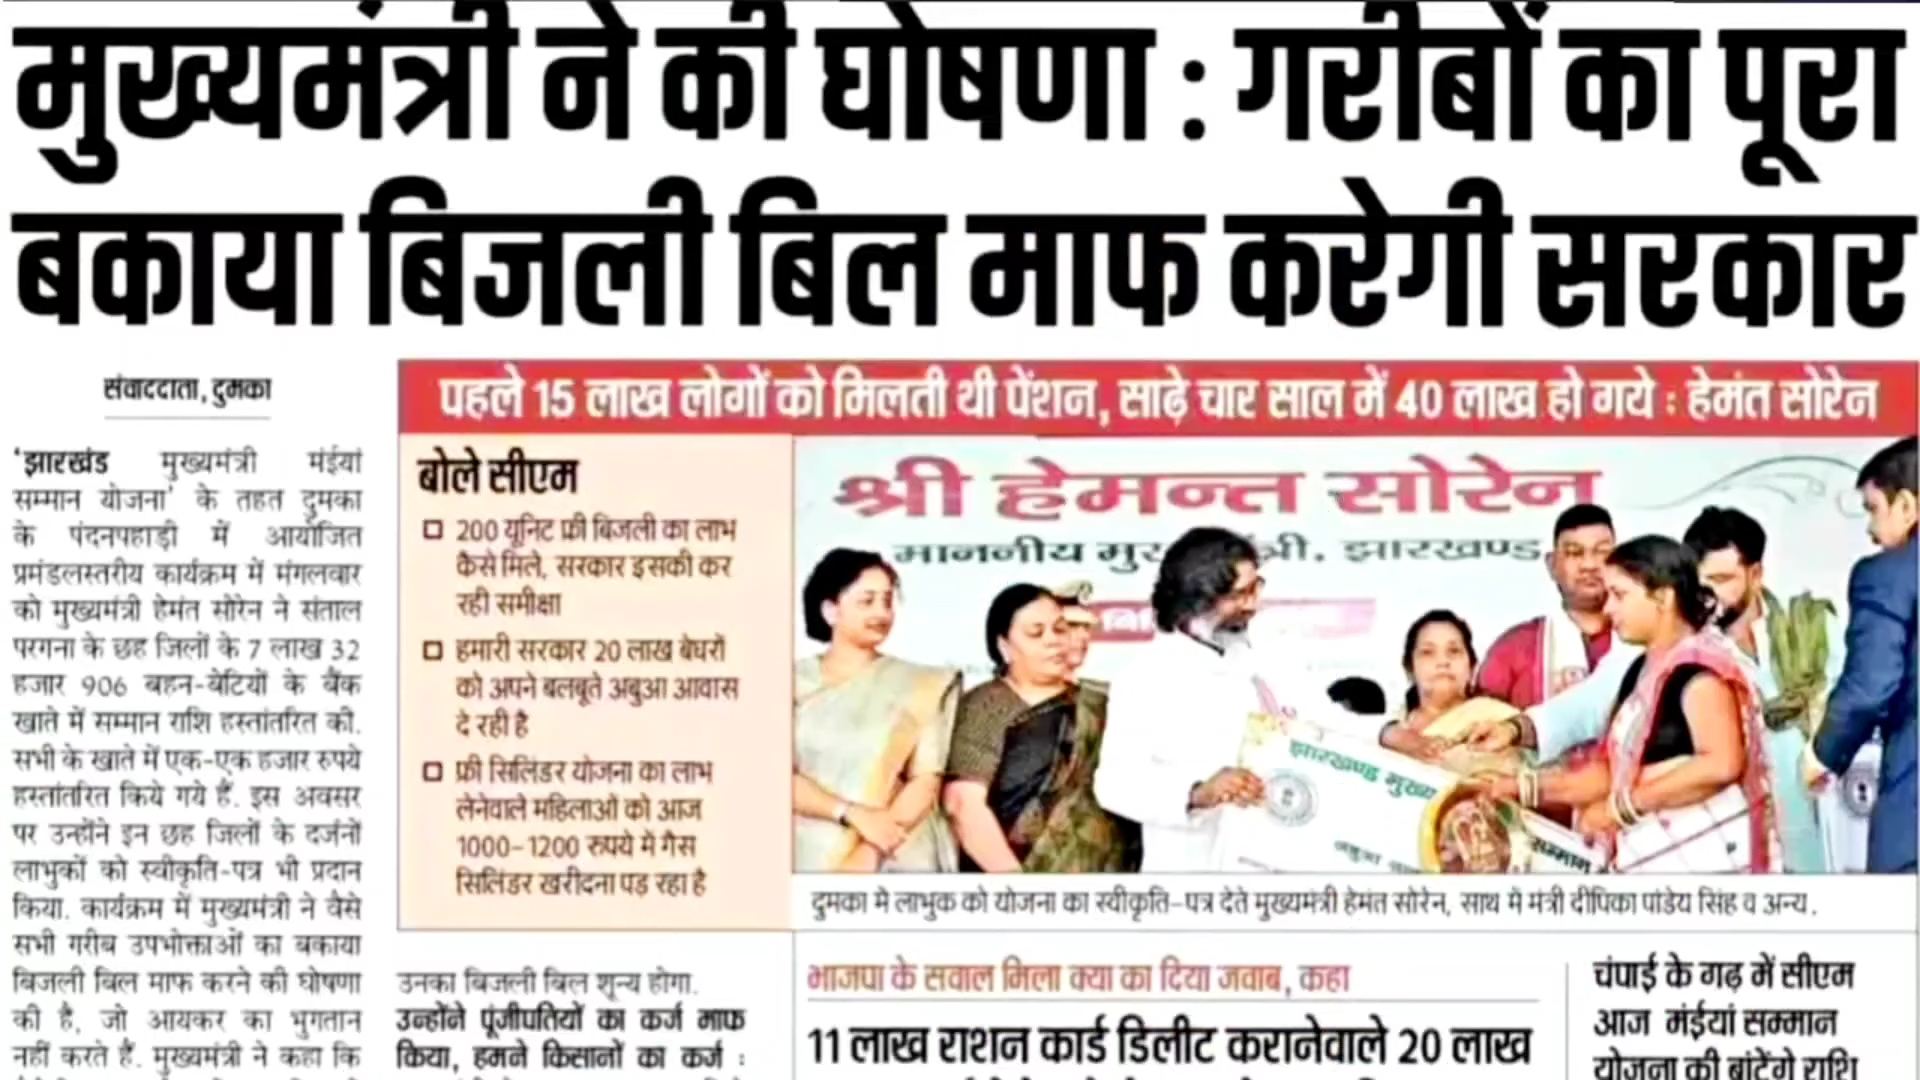 मुख्यमंत्री ने की घोषणा : गरीबों का पूरा
बकाया बिजली बिल माफ करेगी सरकार
संवाददाता, दुमका
'झारखंड मुख्यमंत्री मंईयां
सम्मान योजना' के तहत दुमका
के पंदनपहाड़ी में आयोजित
प्रमंडलस्तरीय कार्यक्रम में मंगलवार
को मुख्यमंत्री हेमंत सोरेन ने संताल
परगना के छह जिलों के 7 लाख 32
हजार 906 बहन-बेटियों के बैंक
खाते में सम्मान राशि हस्तांतरित की.
सभी के खाते में एक-एक हजार रुपये
हस्तांतरित किये गये हैं. इस अवसर
पर उन्होंने इन छह जिलों के दर्जनों
लाभुकों को स्वीकृति-पत्र भी प्रदान
किया. कार्यक्रम में मुख्यमंत्री ने वैसे
सभी गरीब उपभोक्ताओं का बकाया
बिजली बिल माफ करने की घोषणा
की है, जो आयकर का भुगतान
नहीं करते हैं. मुख्यमंत्री ने कहा कि
पहले 15 लाख लोगों को मिलती थी पेंशन, साढ़े चार साल में 40 लाख हो गये : हेमंत सोरेन
बोले सीएम
200 यूनिट फ्री बिजली का लाभ
कैसे मिले, सरकार इसकी कर
रही समीक्षा
हमारी सरकार 20 लाख बेघरों
को अपने बलबूते अबुआ आवास
दे रही है
फ्री सिलिंडर योजना का लाभ
लेनेवाले महिलाओं को आज
1000-1200 रुपये में गैस
सिलिंडर खरीदना पड़ रहा है
श्री हेमन्त सोरेन
माननीय झारखण्ड
झारखण्ड मुख्य
सम्मान
दुमका में लाभुक को योजना का स्वीकृति-पत्र देते मुख्यमंत्री हेमंत सोरेन, साथ में मंत्री दीपिका पांडेय सिंह व अन्य.
उनका बिजली बिल शून्य होगा.
उन्होंने पूंजीपतियों का कर्ज माफ
किया, हमने किसानों का कर्ज :
भाजपा के सवाल मिला क्या का दिया जवाब, कहा
11 लाख राशन कार्ड डिलीट करानेवाले 20 लाख
चंपाई के गढ़ में सीएम
आज मंईयां सम्मान
योजना की बांटेंगे राशि